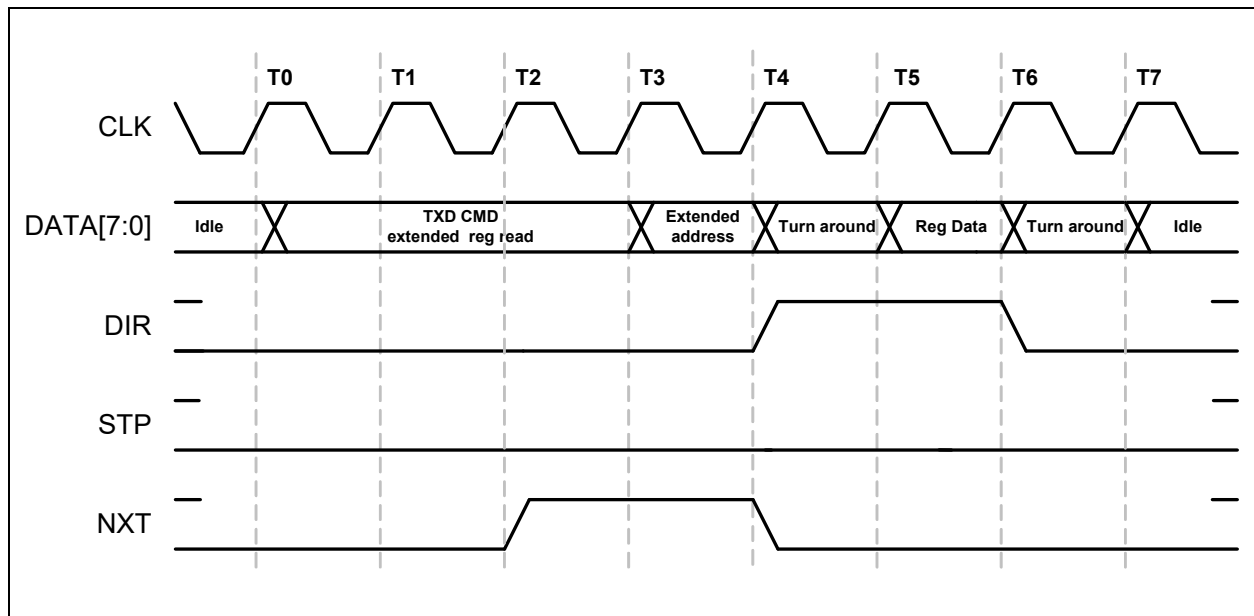 T0 T1 T2 T3 T4 T5 T6 T7
CLK
DATA[7:0]
Idle
TXD CMD
extended reg read
Extended
address
Turn around
Reg Data
Turn around
Idle
DIR
STP
NXT